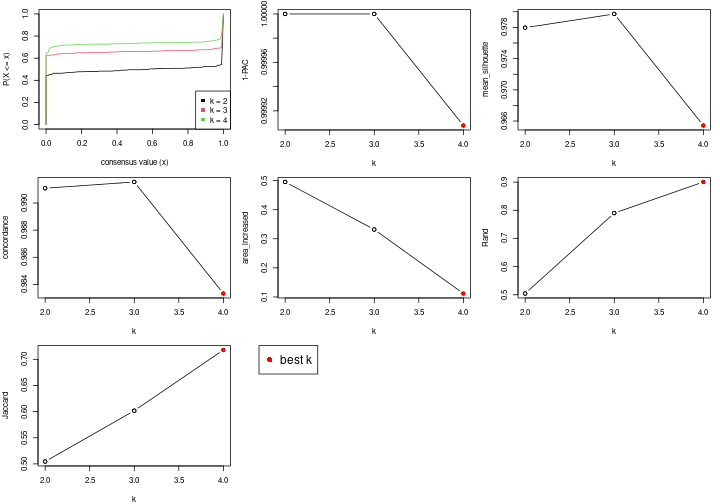 P(X <= x)
0.0 0.2 0.4 0.6 0.8 1.0
k = 2
k = 3
k = 4
0.0 0.2 0.4 0.6 0.8 1.0
consensus value (x)
1-PAC
0.99992 0.99996 1.00000
2.0 2.5 3.0 3.5 4.0
k
mean_silhouette
0.966 0.970 0.974 0.978
2.0 2.5 3.0 3.5 4.0
k
concordance
0.984 0.986 0.988 0.990
2.0 2.5 3.0 3.5 4.0
k
area_increased
0.1 0.2 0.3 0.4 0.5
2.0 2.5 3.0 3.5 4.0
k
Rand
0.5 0.6 0.7 0.8 0.9
2.0 2.5 3.0 3.5 4.0
k
Jaccard
0.50 0.55 0.60 0.65 0.70
2.0 2.5 3.0 3.5 4.0
k
best k